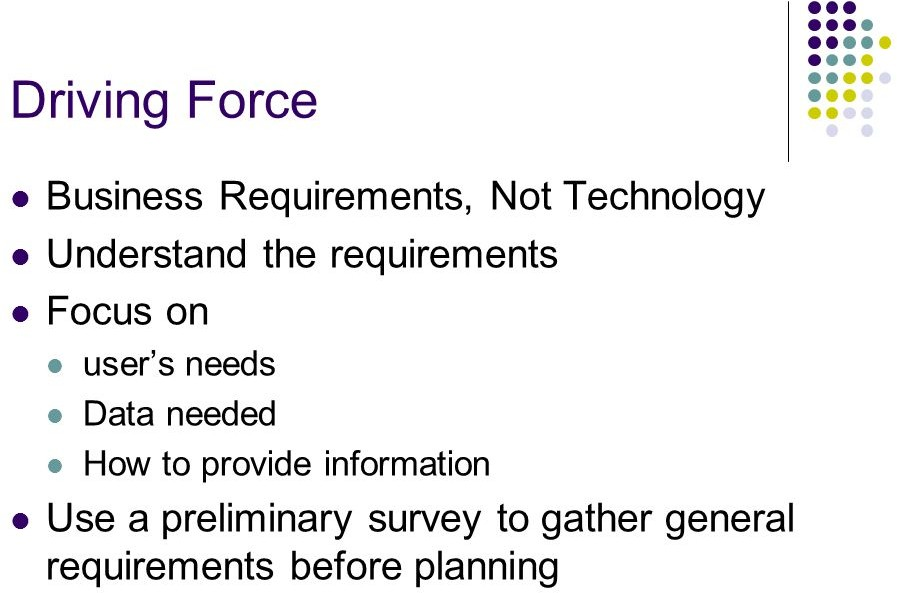 Driving Force
Business Requirements, Not Technology
Understand the requirements
Focus on
user’s needs
Data needed
How to provide information
Use a preliminary survey to gather general
requirements before planning